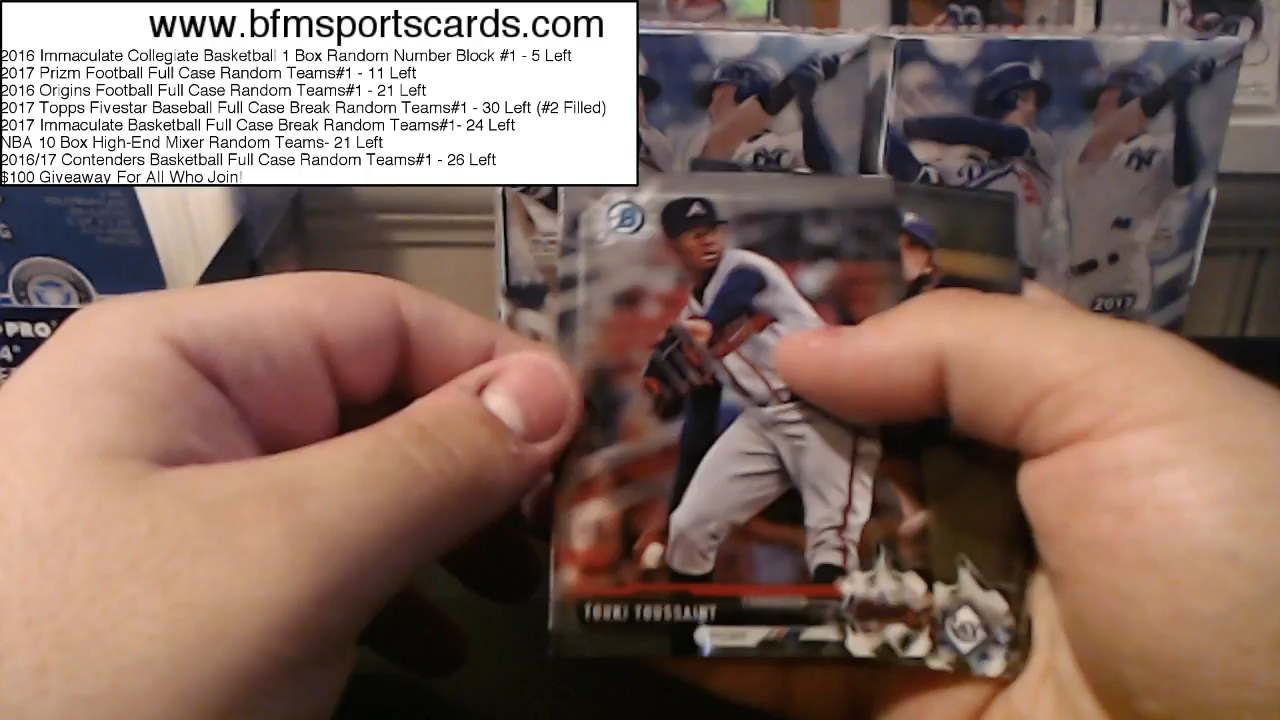 www.bfmsportscards.com
2016 Immaculate Collegiate Basketball 1 Box Random Number Block #1 - 5 Left
2017 Prizm Football Full Case Random Teams#1 - 11 Left
2016 Origins Football Full Case Random Teams#1 - 21 Left
2017 Topps Fivestar Baseball Full Case Break Random Teams#1 - 30 Left (#2 Filled)
2017 Immaculate Basketball Full Case Break Random Teams#1- 24 Left
NBA 10 Box High-End Mixer Random Teams- 21 Left
2016/17 Contenders Basketball Full Case Random Teams#1 - 26 Left
$100 Giveaway For All Who Join!
B
A
2017
PRO
TOUKI TOUSSAINT